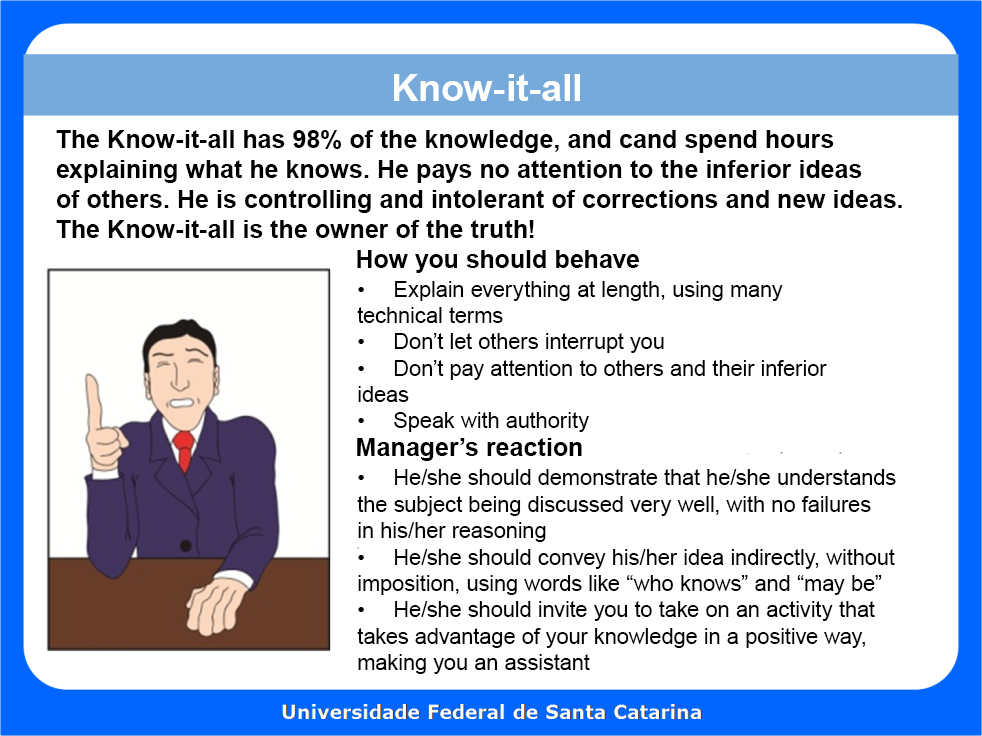 Know-it-all
The Know-it-all has 98% of the knowledge, and cand spend hours
explaining what he knows. He pays no attention to the inferior ideas
of others. He is controlling and intolerant of corrections and new ideas.
The Know-it-all is the owner of the truth!
How you should behave
• Explain everything at length, using many
technical terms
• Don’t let others interrupt you
• Don’t pay attention to others and their inferior
ideas
• Speak with authority
Manager’s reaction
• He/she should demonstrate that he/she understands
the subject being discussed very well, with no failures
in his/her reasoning
• He/she should convey his/her idea indirectly, without
imposition, using words like “who knows” and “may be”
• He/she should invite you to take on an activity that
takes advantage of your knowledge in a positive way,
making you an assistant
Universidade Federal de Santa Catarina